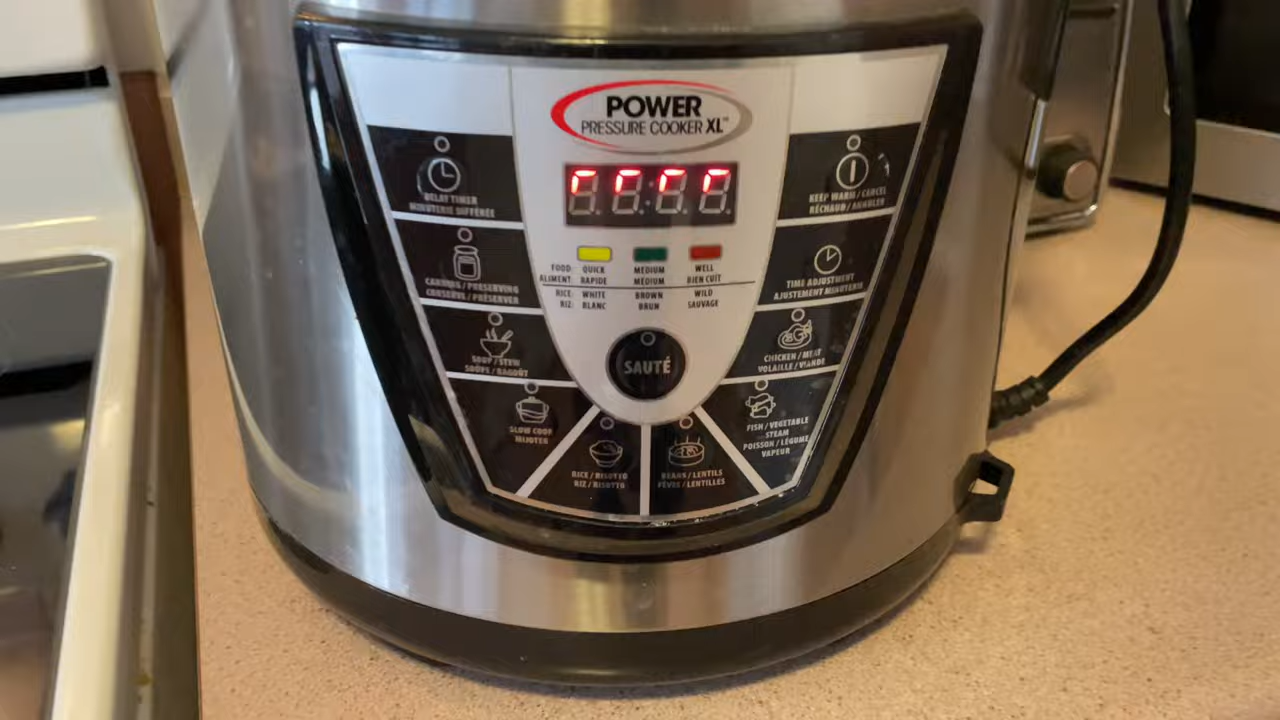 POWER
PRESSURE COOKER XL™
DELAY TIMER
MINUTERIE DIFFÉRÉE
KEEP WARM / CANCEL
RÉCHAUD / ANNULER
CANNING / PRESERVING
CONSERVE / PRÉSERVER
TIME ADJUSTMENT
AJUSTEMENT MINUTERIE
FOOD: QUICK MEDIUM WELL
ALIMENT: RAPIDE MÉDIUM BIEN CUIT
RICE: WHITE BROWN WILD
RIZ: BLANC BRUN SAUVAGE
SOUP / STEW
SOUPE / RAGOÛT
SAUTÉ
CHICKEN / MEAT
VOLAILLE / VIANDE
SLOW COOK
MIJOTER
RICE / RISOTTO
RIZ / RISOTTO
BEANS / LENTILS
FÈVES / LENTILLES
FISH / VEGETABLE
STEAM
POISSON / LÉGUME
VAPEUR